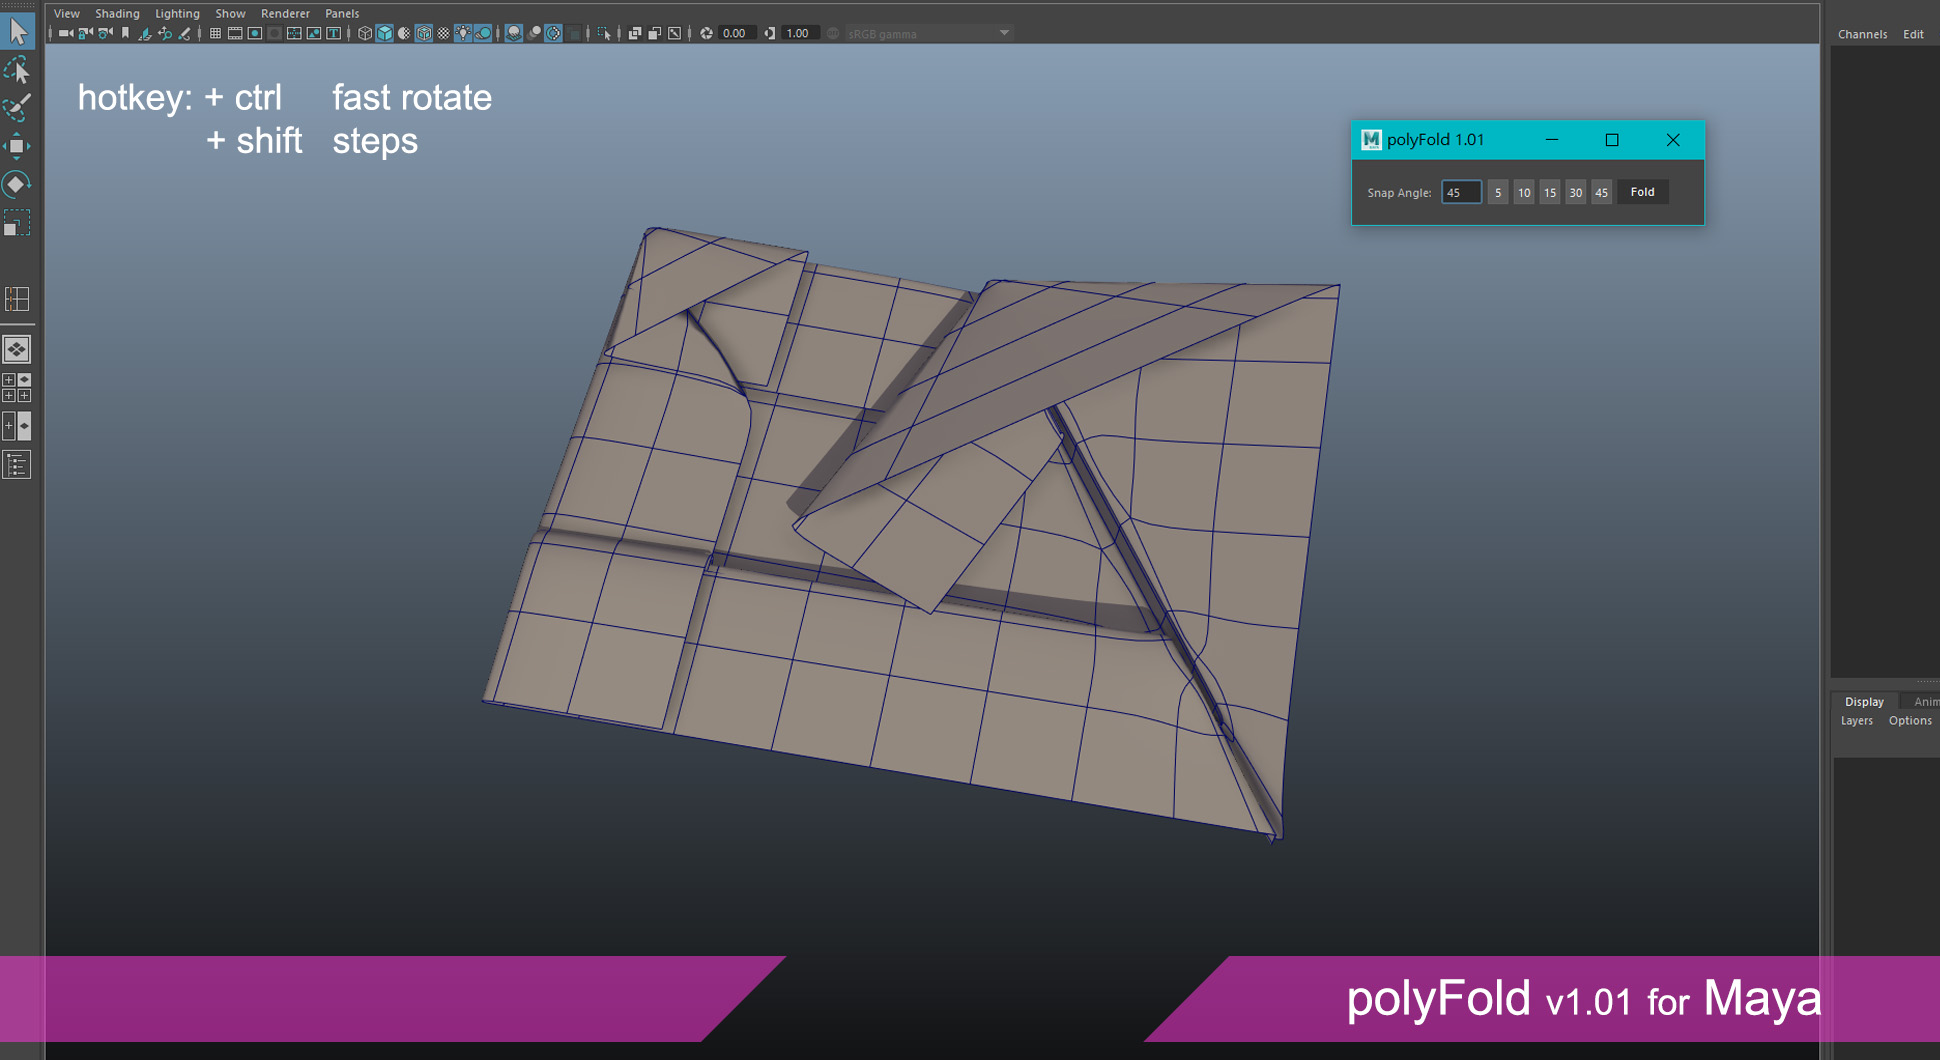 View Shading Lighting Show Renderer Panels
0.00 1.00 sRGB gamma
Channels Edit
hotkey: + ctrl fast rotate
+ shift steps
M polyFold 1.01
Snap Angle: 45 5 10 15 30 45 Fold
Display Anim
Layers Options
polyFold v1.01 for Maya